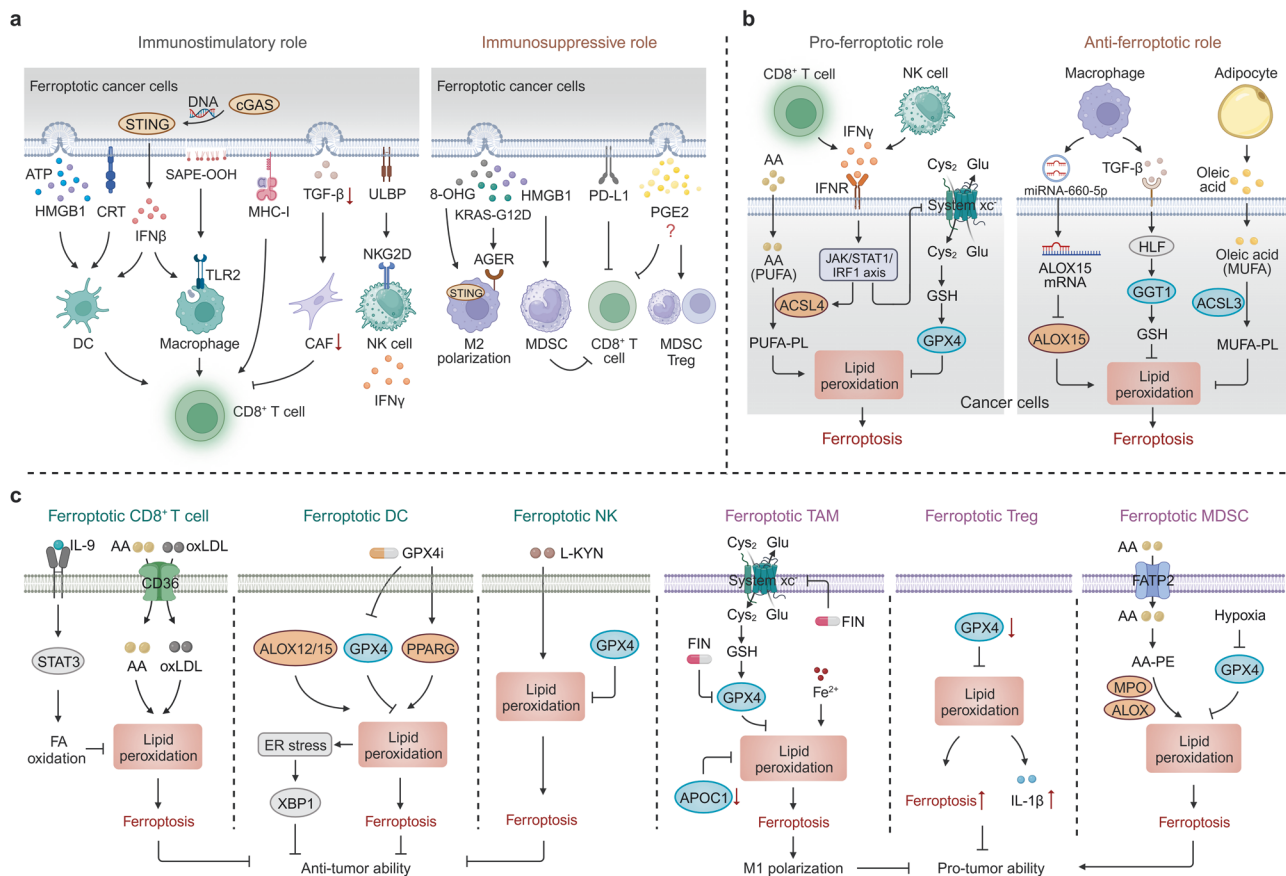 a
Immunostimulatory role
Immunosuppressive role
Ferroptotic cancer cells
DNA
cGAS
STING
ATP
HMGB1
CRT
IFNβ
SAPE-OOH
TLR2
MHC-I
TGF-β
ULBP
NKG2D
DC
Macrophage
CAF
NK cell
IFNγ
CD8⁺ T cell
Ferroptotic cancer cells
8-OHG
KRAS-G12D
HMGB1
PD-L1
PGE2
?
AGER
STING
M2
polarization
MDSC
CD8⁺ T
cell
MDSC
Treg
b
Pro-ferroptotic role
Anti-ferroptotic role
CD8⁺ T cell
NK cell
IFNγ
AA
IFNR
Cys₂
Glu
System xc⁻
AA
(PUFA)
JAK/STAT1/
IRF1 axis
Cys₂
Glu
ACSL4
GSH
GPX4
PUFA-PL
Lipid
peroxidation
Ferroptosis
Cancer cells
Macrophage
Adipocyte
miRNA-660-5p
TGF-β
Oleic
acid
ALOX15
mRNA
HLF
Oleic acid
(MUFA)
GGT1
ACSL3
ALOX15
GSH
MUFA-PL
Lipid
peroxidation
Ferroptosis
c
Ferroptotic CD8⁺ T cell
IL-9
AA
oxLDL
CD36
STAT3
AA
oxLDL
FA
oxidation
Lipid
peroxidation
Ferroptosis
Ferroptotic DC
GPX4i
ALOX12/15
GPX4
PPARG
ER stress
Lipid
peroxidation
XBP1
Ferroptosis
Anti-tumor ability
Ferroptotic NK
L-KYN
GPX4
Lipid
peroxidation
Ferroptosis
Ferroptotic TAM
Cys₂
Glu
System xc⁻
Cys₂
Glu
FIN
FIN
GSH
GPX4
Fe²⁺
Lipid
peroxidation
APOC1
Ferroptosis
M1 polarization
Ferroptotic Treg
GPX4
Lipid
peroxidation
Ferroptosis
IL-1β
Pro-tumor ability
Ferroptotic MDSC
AA
FATP2
AA
Hypoxia
AA-PE
GPX4
MPO
ALOX
Lipid
peroxidation
Ferroptosis